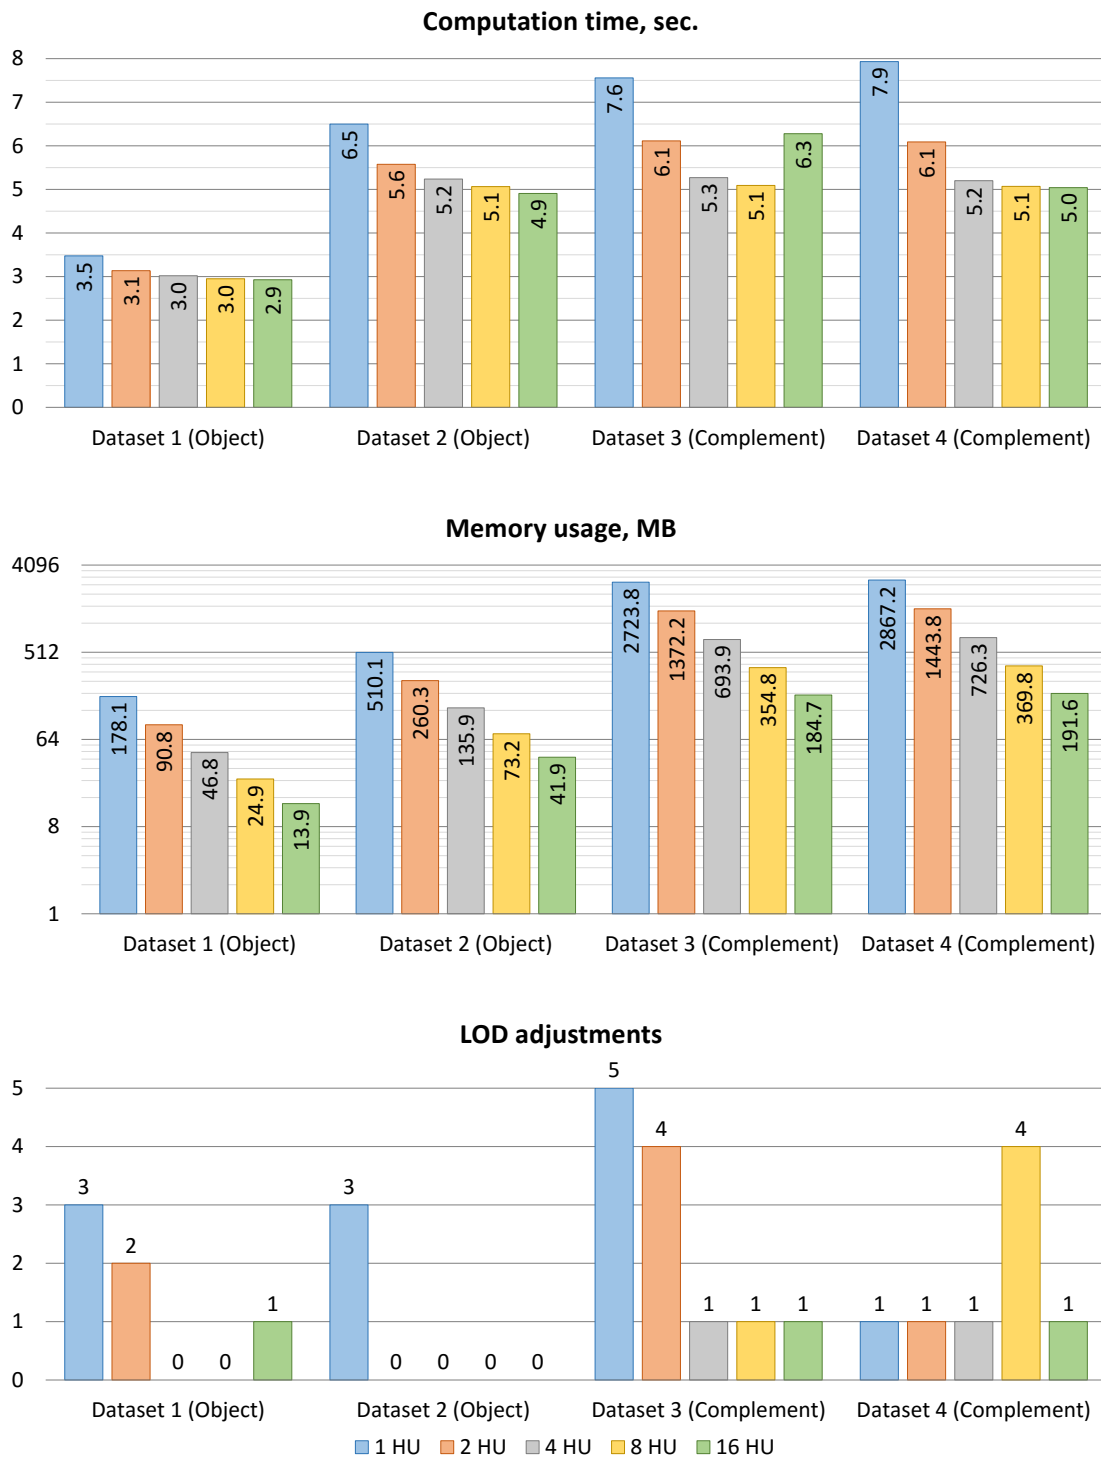 Computation time, sec.
8
7
6
5
4
3
2
1
0
3.5 3.1 3.0 3.0 2.9
6.5 5.6 5.2 5.1 4.9
7.6 6.1 5.3 5.1 6.3
7.9 6.1 5.2 5.1 5.0
Dataset 1 (Object) Dataset 2 (Object) Dataset 3 (Complement) Dataset 4 (Complement)
Memory usage, MB
4096
512
64
8
1
178.1 90.8 46.8 24.9 13.9
510.1 260.3 135.9 73.2 41.9
2723.8 1372.2 693.9 354.8 184.7
2867.2 1443.8 726.3 369.8 191.6
Dataset 1 (Object) Dataset 2 (Object) Dataset 3 (Complement) Dataset 4 (Complement)
LOD adjustments
5
4
3
2
1
0
3 2 0 0 1
3 0 0 0 0
5 4 1 1 1
1 1 1 4 1
Dataset 1 (Object) Dataset 2 (Object) Dataset 3 (Complement) Dataset 4 (Complement)
1 HU 2 HU 4 HU 8 HU 16 HU